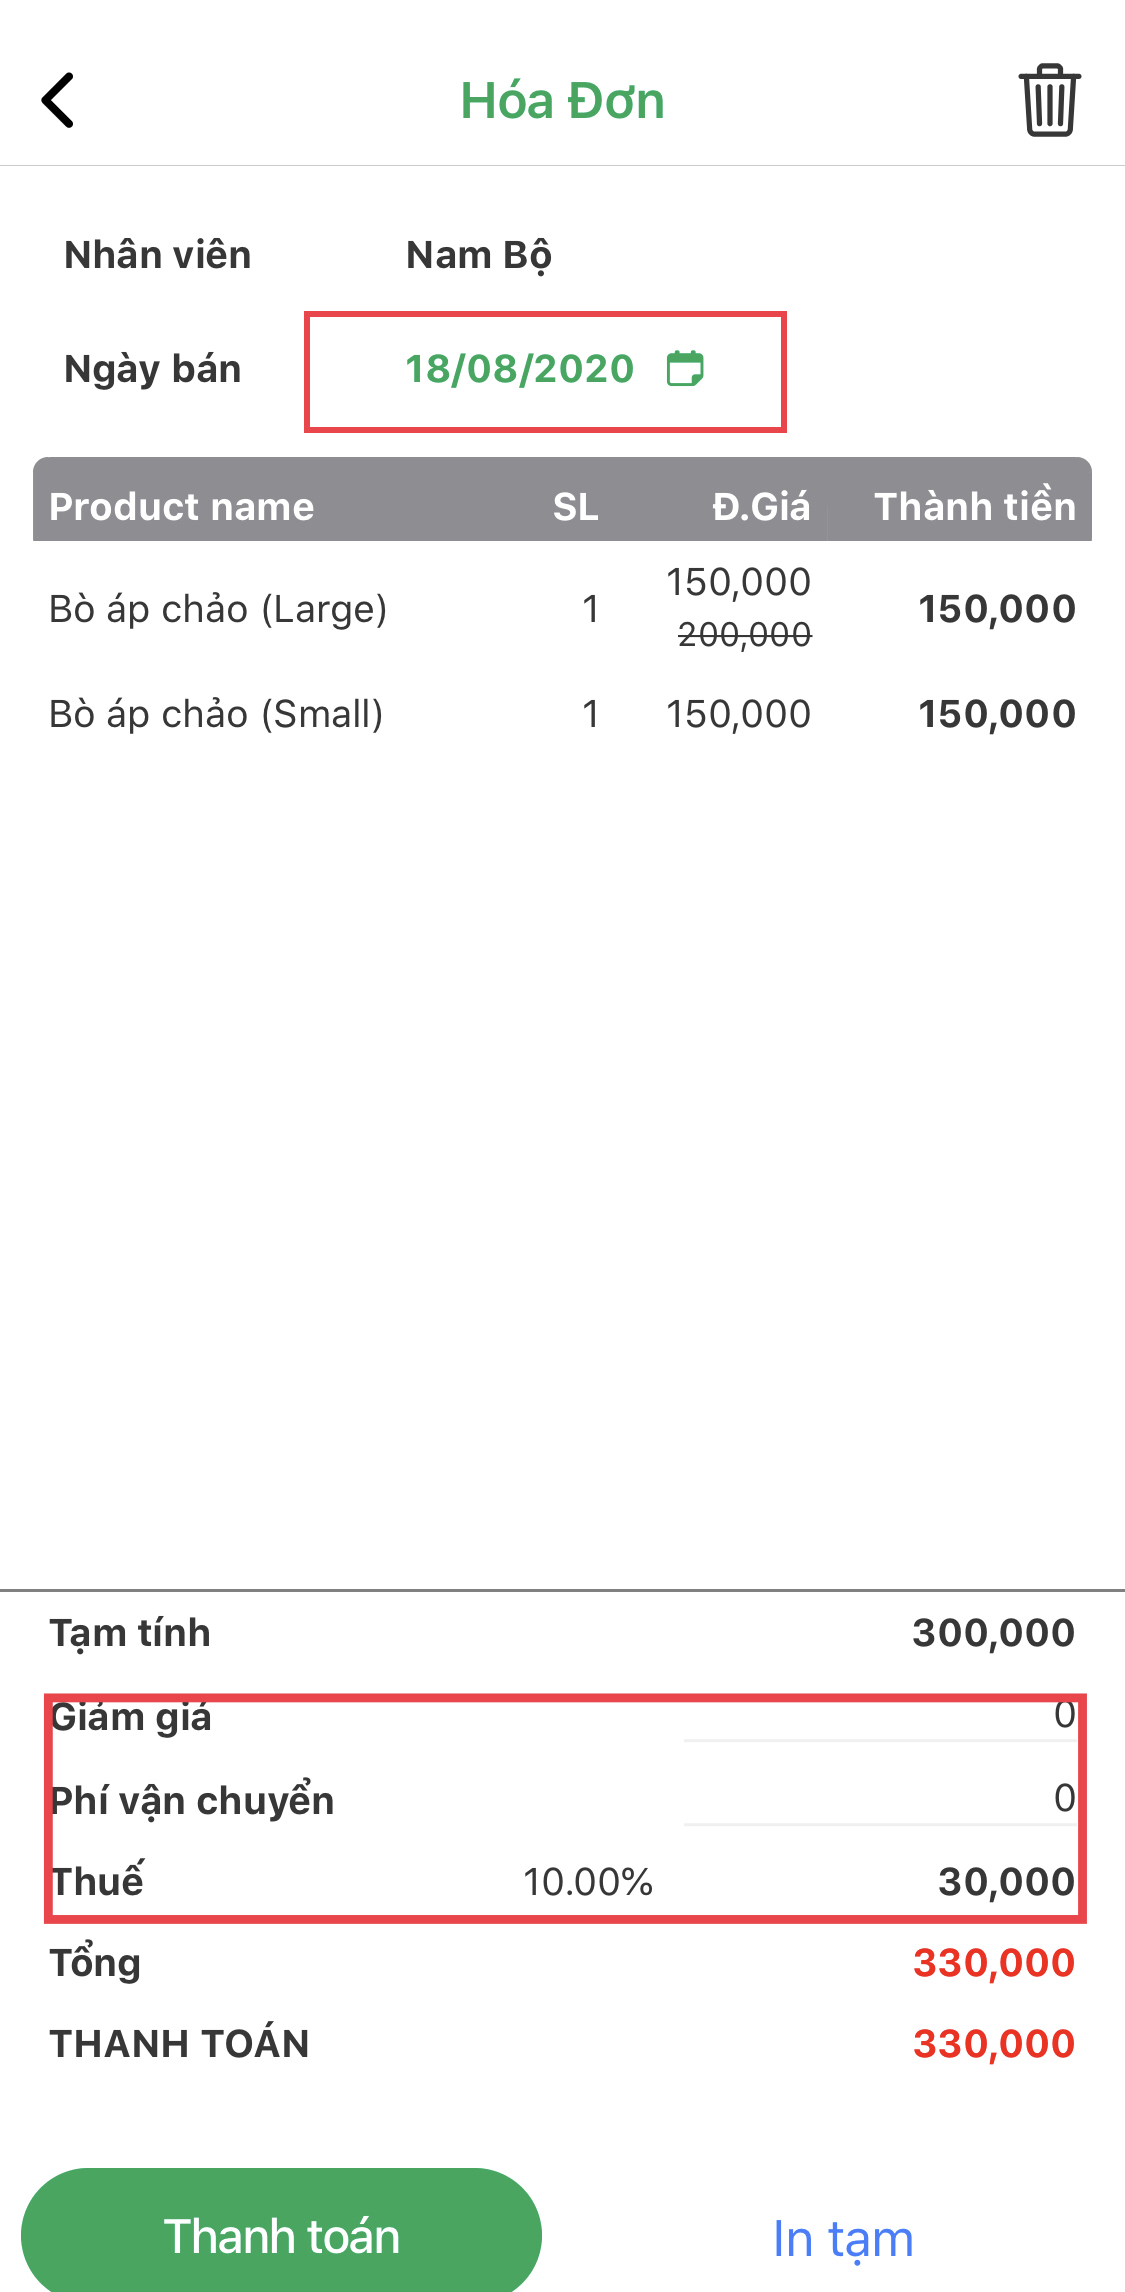 Hóa Đơn
Nhân viên Nam Bộ
Ngày bán 18/08/2020
Product name SL Đ.Giá Thành tiền
Bò áp chảo (Large) 1 150,000 150,000
200,000
Bò áp chảo (Small) 1 150,000 150,000
Tạm tính 300,000
Giảm giá 0
Phí vận chuyển 0
Thuế 10.00% 30,000
Tổng 330,000
THANH TOÁN 330,000
Thanh toán In tạm